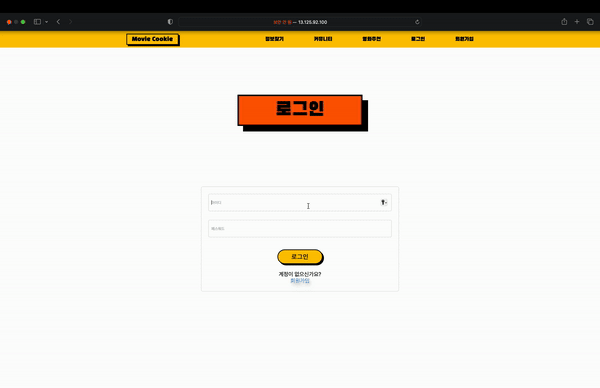 보안 안 됨 — 13.125.92.100
Movie Cookie
정보찾기
커뮤니티
영화추천
로그인
회원가입
로그인
아이디
패스워드
로그인
계정이 없으신가요?
회원가입